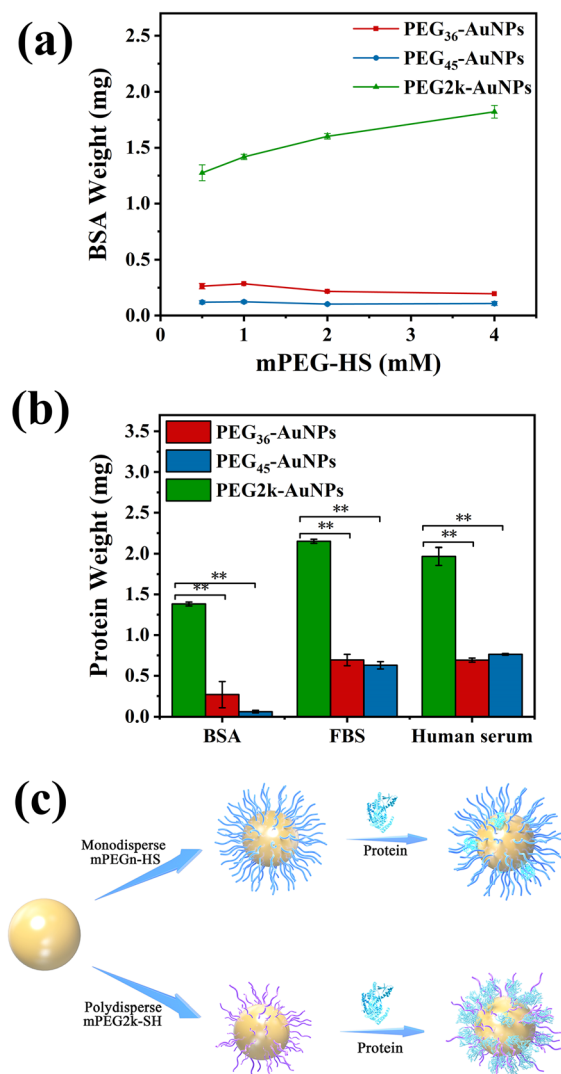 (a)
PEG36-AuNPs
PEG45-AuNPs
PEG2k-AuNPs
BSA Weight (mg)
2.5
2.0
1.5
1.0
0.5
0.0
0 1 2 3 4
mPEG-HS (mM)
(b)
PEG36-AuNPs
PEG45-AuNPs
PEG2k-AuNPs
Protein Weight (mg)
3.5
3.0
2.5
2.0
1.5
1.0
0.5
0.0
**
**
**
**
**
**
BSA FBS Human serum
(c)
Monodisperse
mPEGn-HS
Protein
Polydisperse
mPEG2k-SH
Protein